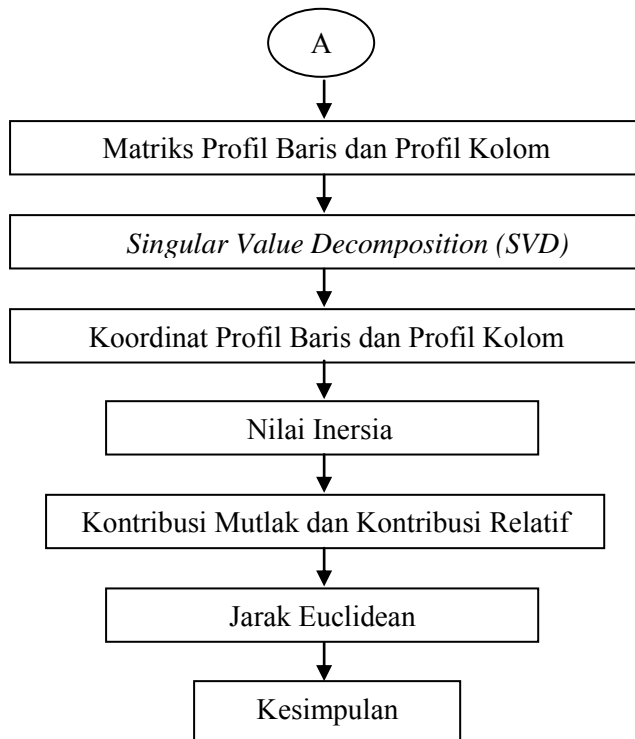 A
Matriks Profil Baris dan Profil Kolom
Singular Value Decomposition (SVD)
Koordinat Profil Baris dan Profil Kolom
Nilai Inersia
Kontribusi Mutlak dan Kontribusi Relatif
Jarak Euclidean
Kesimpulan